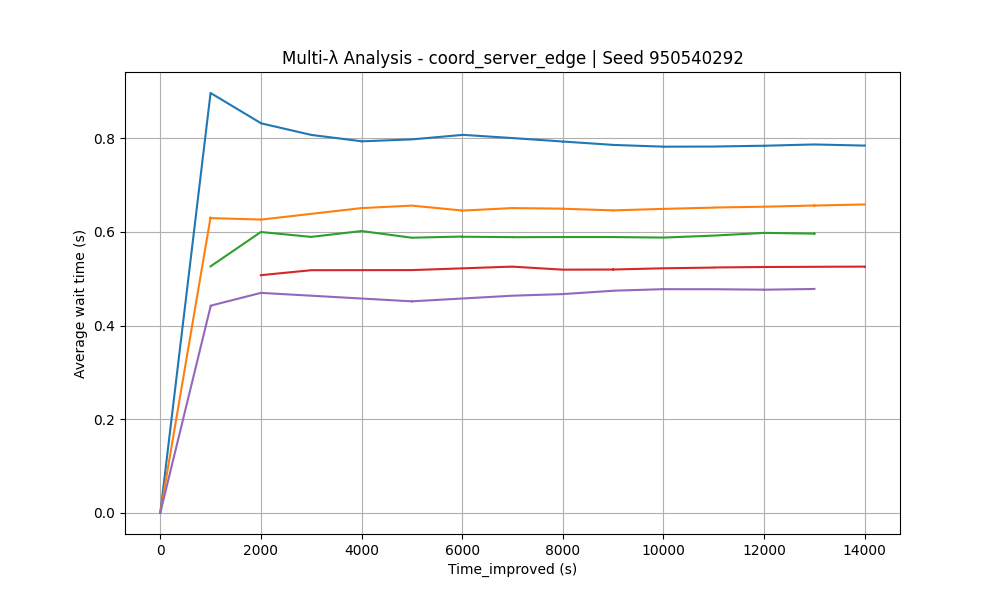 Multi-λ Analysis - coord_server_edge | Seed 950540292
Average wait time (s)
0.8
0.6
0.4
0.2
0.0
0 2000 4000 6000 8000 10000 12000 14000
Time_improved (s)